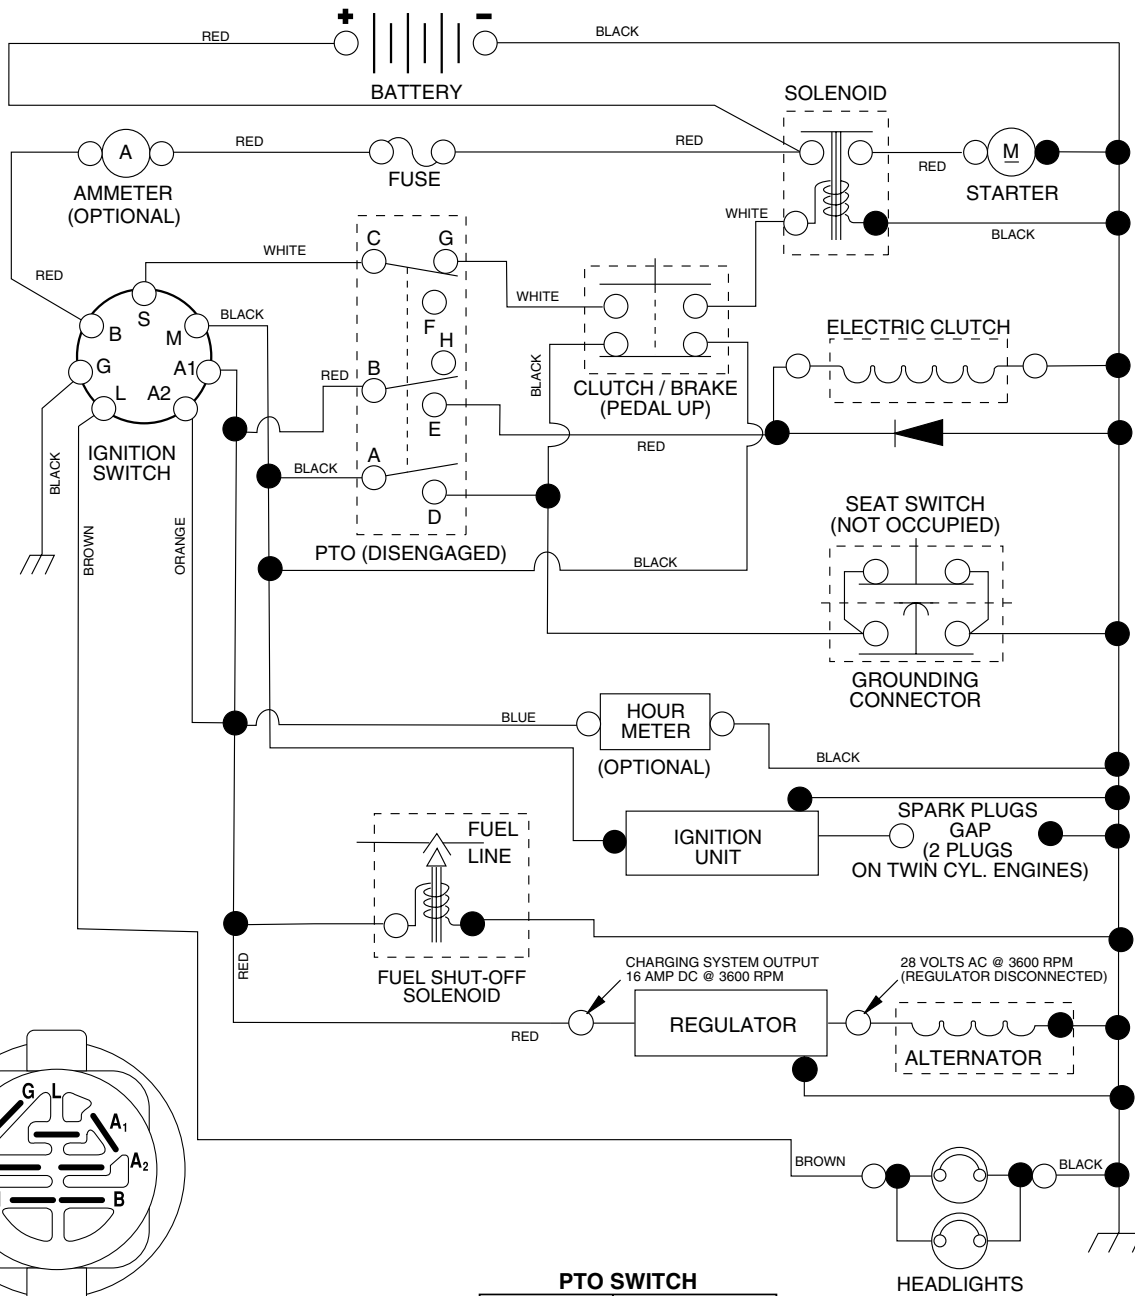 +
-
RED
BLACK
BATTERY
SOLENOID
A
RED
RED
RED
M
AMMETER
(OPTIONAL)
FUSE
STARTER
WHITE
BLACK
C
G
WHITE
RED
WHITE
S
BLACK
F
B
M
H
ELECTRIC CLUTCH
G
A1
L
A2
RED
B
BLACK
CLUTCH / BRAKE
(PEDAL UP)
E
RED
IGNITION
SWITCH
BLACK
BLACK
A
D
SEAT SWITCH
(NOT OCCUPIED)
BROWN
ORANGE
PTO (DISENGAGED)
BLACK
GROUNDING
CONNECTOR
BLUE
HOUR
METER
(OPTIONAL)
BLACK
SPARK PLUGS
GAP
(2 PLUGS
ON TWIN CYL. ENGINES)
IGNITION
UNIT
FUEL
LINE
RED
FUEL SHUT-OFF
SOLENOID
CHARGING SYSTEM OUTPUT
16 AMP DC @ 3600 RPM
28 VOLTS AC @ 3600 RPM
(REGULATOR DISCONNECTED)
RED
REGULATOR
ALTERNATOR
G L
A1
A2
B
BROWN
BLACK
HEADLIGHTS
PTO SWITCH